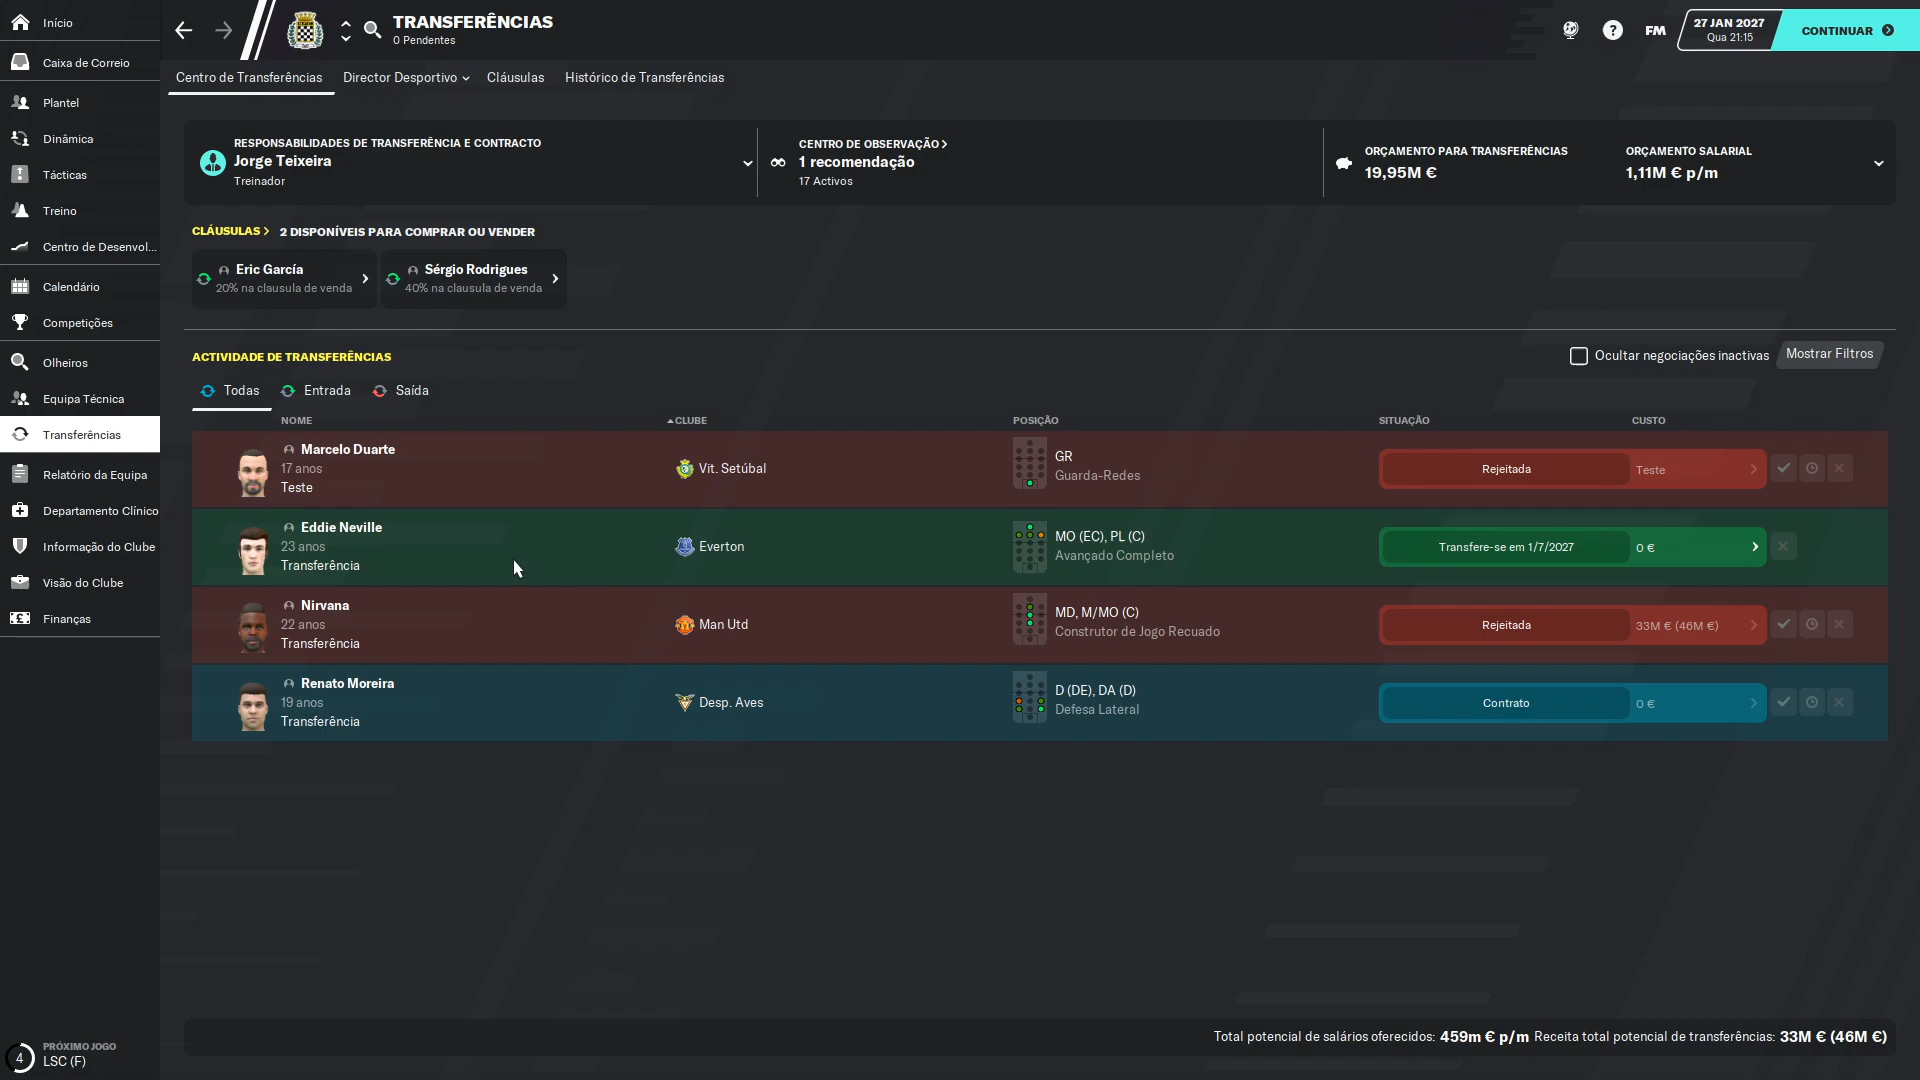 Início
Caixa de Correio
Plantel
Dinâmica
Tácticas
Treino
Centro de Desenvol...
Calendário
Competições
Olheiros
Equipa Técnica
Transferências
Relatório da Equipa
Departamento Clínico
Informação do Clube
Visão do Clube
Finanças
4
PRÓXIMO JOGO
LSC (F)
TRANSFERÊNCIAS
0 Pendentes
?
FM
27 JAN 2027
Qua 21:15
CONTINUAR
Centro de Transferências Director Desportivo Cláusulas Histórico de Transferências
RESPONSABILIDADES DE TRANSFERÊNCIA E CONTRACTO
Jorge Teixeira
Treinador
CENTRO DE OBSERVAÇÃO >
1 recomendação
17 Activos
ORÇAMENTO PARA TRANSFERÊNCIAS
19,95M €
ORÇAMENTO SALARIAL
1,11M € p/m
CLÁUSULAS > 2 DISPONÍVEIS PARA COMPRAR OU VENDER
Eric García
20% na clausula de venda
Sérgio Rodrigues
40% na clausula de venda
ACTIVIDADE DE TRANSFERÊNCIAS
Ocultar negociações inactivas Mostrar Filtros
Todas Entrada Saída
NOME CLUBE POSIÇÃO SITUAÇÃO CUSTO
Marcelo Duarte
17 anos
Teste
Vit. Setúbal
GR
Guarda-Redes
Rejeitada Teste
Eddie Neville
23 anos
Transferência
Everton
MO (EC), PL (C)
Avançado Completo
Transfere-se em 1/7/2027 0 €
Nirvana
22 anos
Transferência
Man Utd
MD, M/MO (C)
Construtor de Jogo Recuado
Rejeitada 33M € (46M €)
Renato Moreira
19 anos
Transferência
Desp. Aves
D (DE), DA (D)
Defesa Lateral
Contrato 0 €
Total potencial de salários oferecidos: 459m € p/m Receita total potencial de transferências: 33M € (46M €)